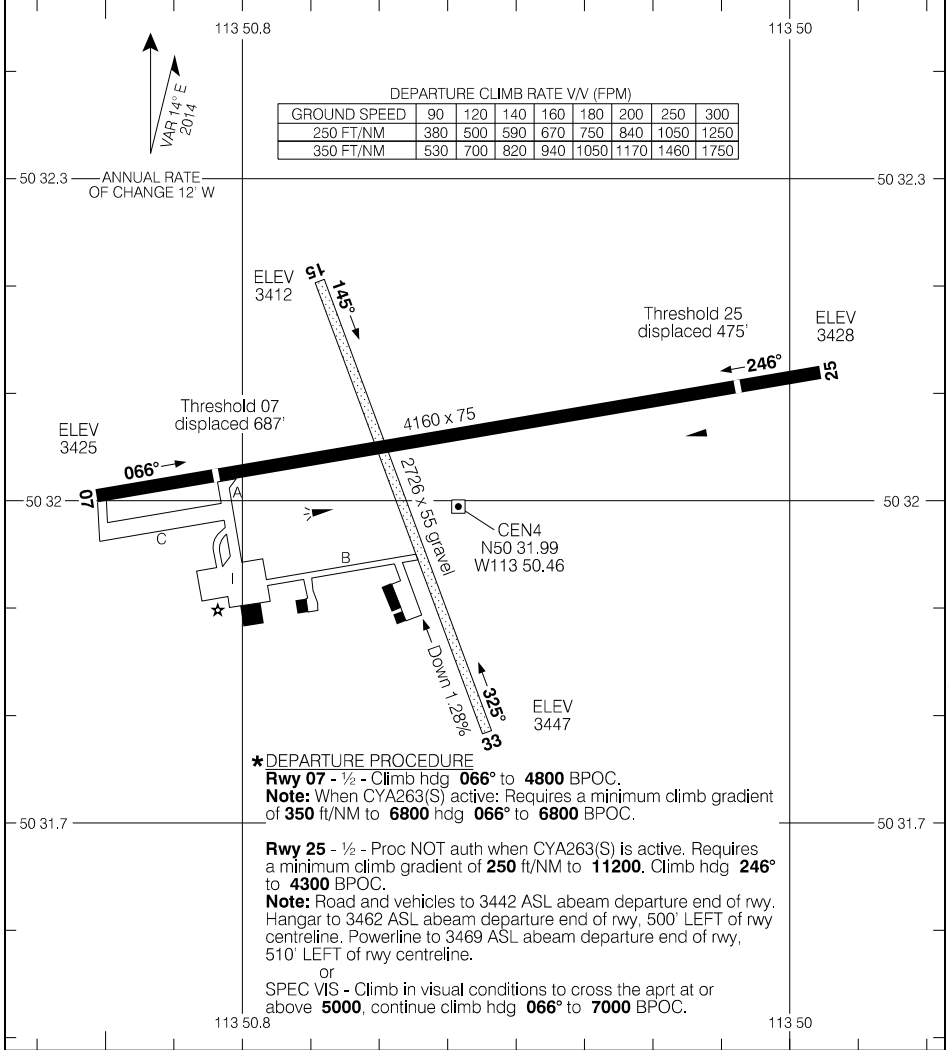 113 50.8
113 50
VAR 14° E
2014
ANNUAL RATE
OF CHANGE 12' W
DEPARTURE CLIMB RATE V/V (FPM)
GROUND SPEED 90 120 140 160 180 200 250 300
250 FT/NM 380 500 590 670 750 840 1050 1250
350 FT/NM 530 700 820 940 1050 1170 1460 1750
50 32.3
50 32.3
ELEV
3412
15
145°
Threshold 25
displaced 475'
ELEV
3428
246°
25
Threshold 07
displaced 687'
4160 x 75
ELEV
3425
066°
07
2726 x 55 gravel
50 32
50 32
A
C
B
I
CEN4
N50 31.99
W113 50.46
Down 1.28%
325°
33
ELEV
3447
* DEPARTURE PROCEDURE
Rwy 07 - ½ - Climb hdg 066° to 4800 BPOC.
Note: When CYA263(S) active: Requires a minimum climb gradient
of 350 ft/NM to 6800 hdg 066° to 6800 BPOC.
50 31.7
50 31.7
Rwy 25 - ½ - Proc NOT auth when CYA263(S) is active. Requires
a minimum climb gradient of 250 ft/NM to 11200. Climb hdg 246°
to 4300 BPOC.
Note: Road and vehicles to 3442 ASL abeam departure end of rwy.
Hangar to 3462 ASL abeam departure end of rwy, 500' LEFT of rwy
centreline. Powerline to 3469 ASL abeam departure end of rwy,
510' LEFT of rwy centreline.
or
SPEC VIS - Climb in visual conditions to cross the aprt at or
above 5000, continue climb hdg 066° to 7000 BPOC.
113 50.8
113 50